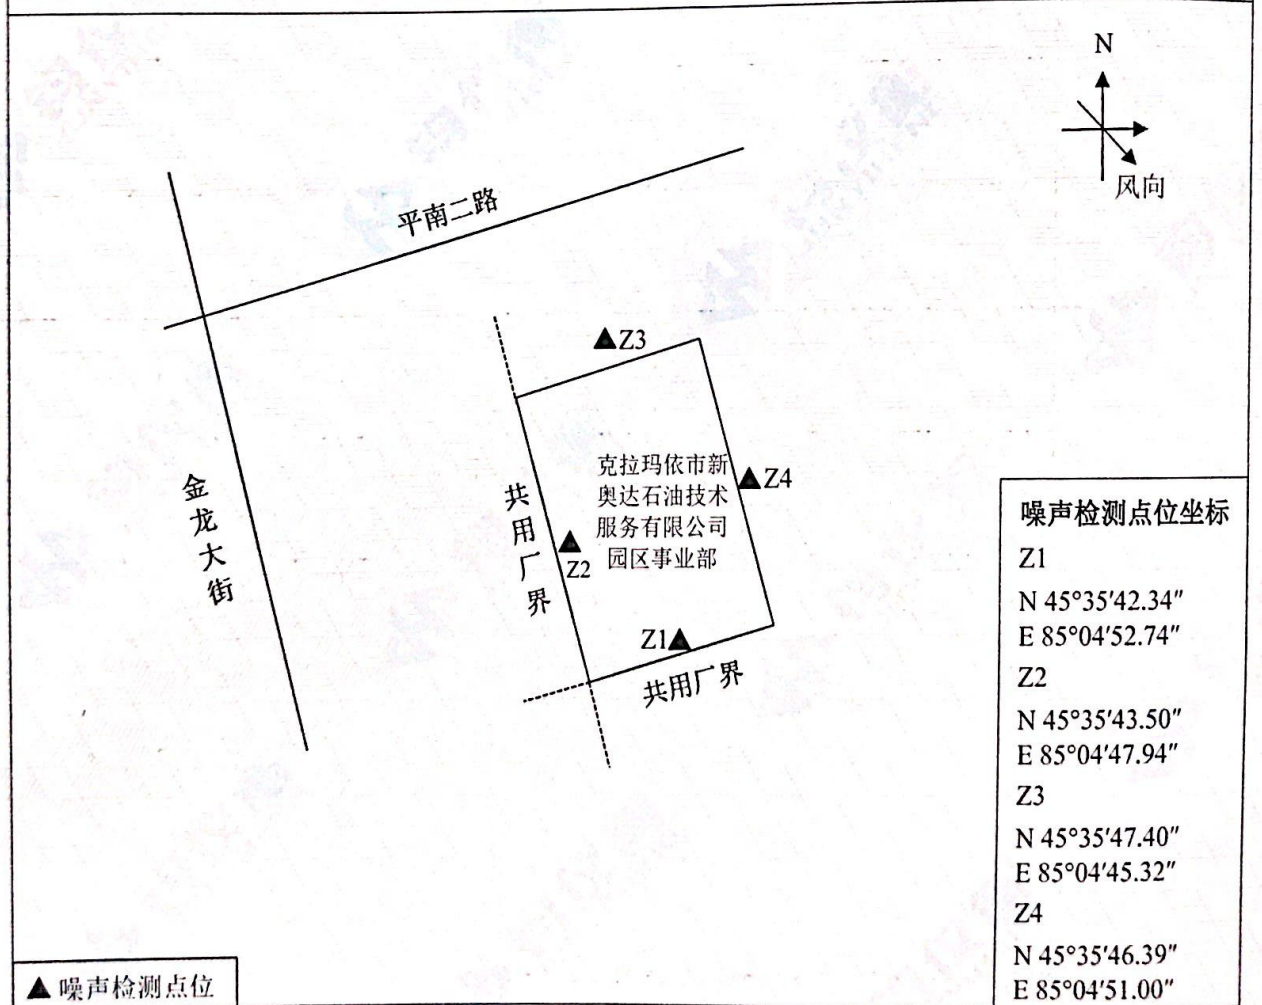 N
风向
平南二路
Z3
金龙大街
共用厂界
克拉玛依市新
奥达石油技术
服务有限公司
园区事业部
Z4
Z2
Z1
共用厂界
噪声检测点位坐标
Z1
N 45°35′42.34″
E 85°04′52.74″
Z2
N 45°35′43.50″
E 85°04′47.94″
Z3
N 45°35′47.40″
E 85°04′45.32″
Z4
N 45°35′46.39″
E 85°04′51.00″
▲ 噪声检测点位